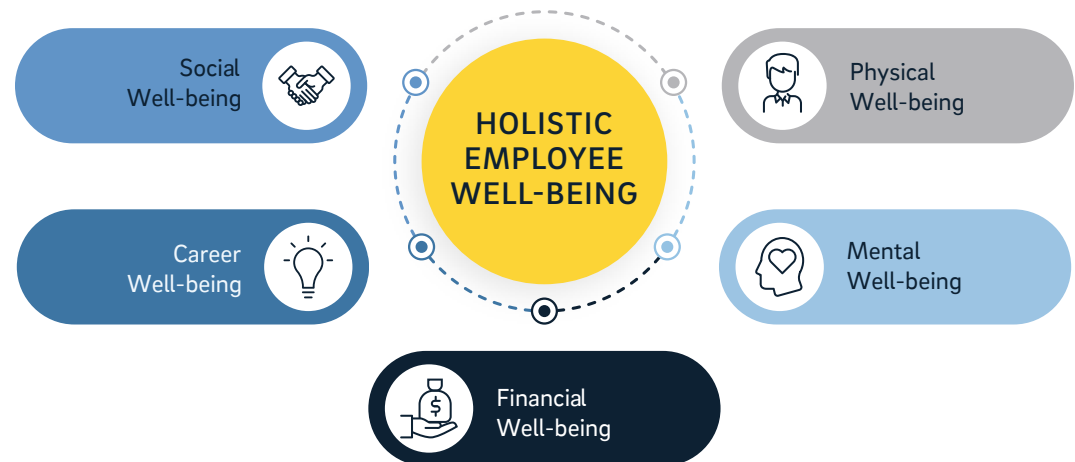 Social
Well-being
HOLISTIC
EMPLOYEE
WELL-BEING
Physical
Well-being
Career
Well-being
Mental
Well-being
$
Financial
Well-being